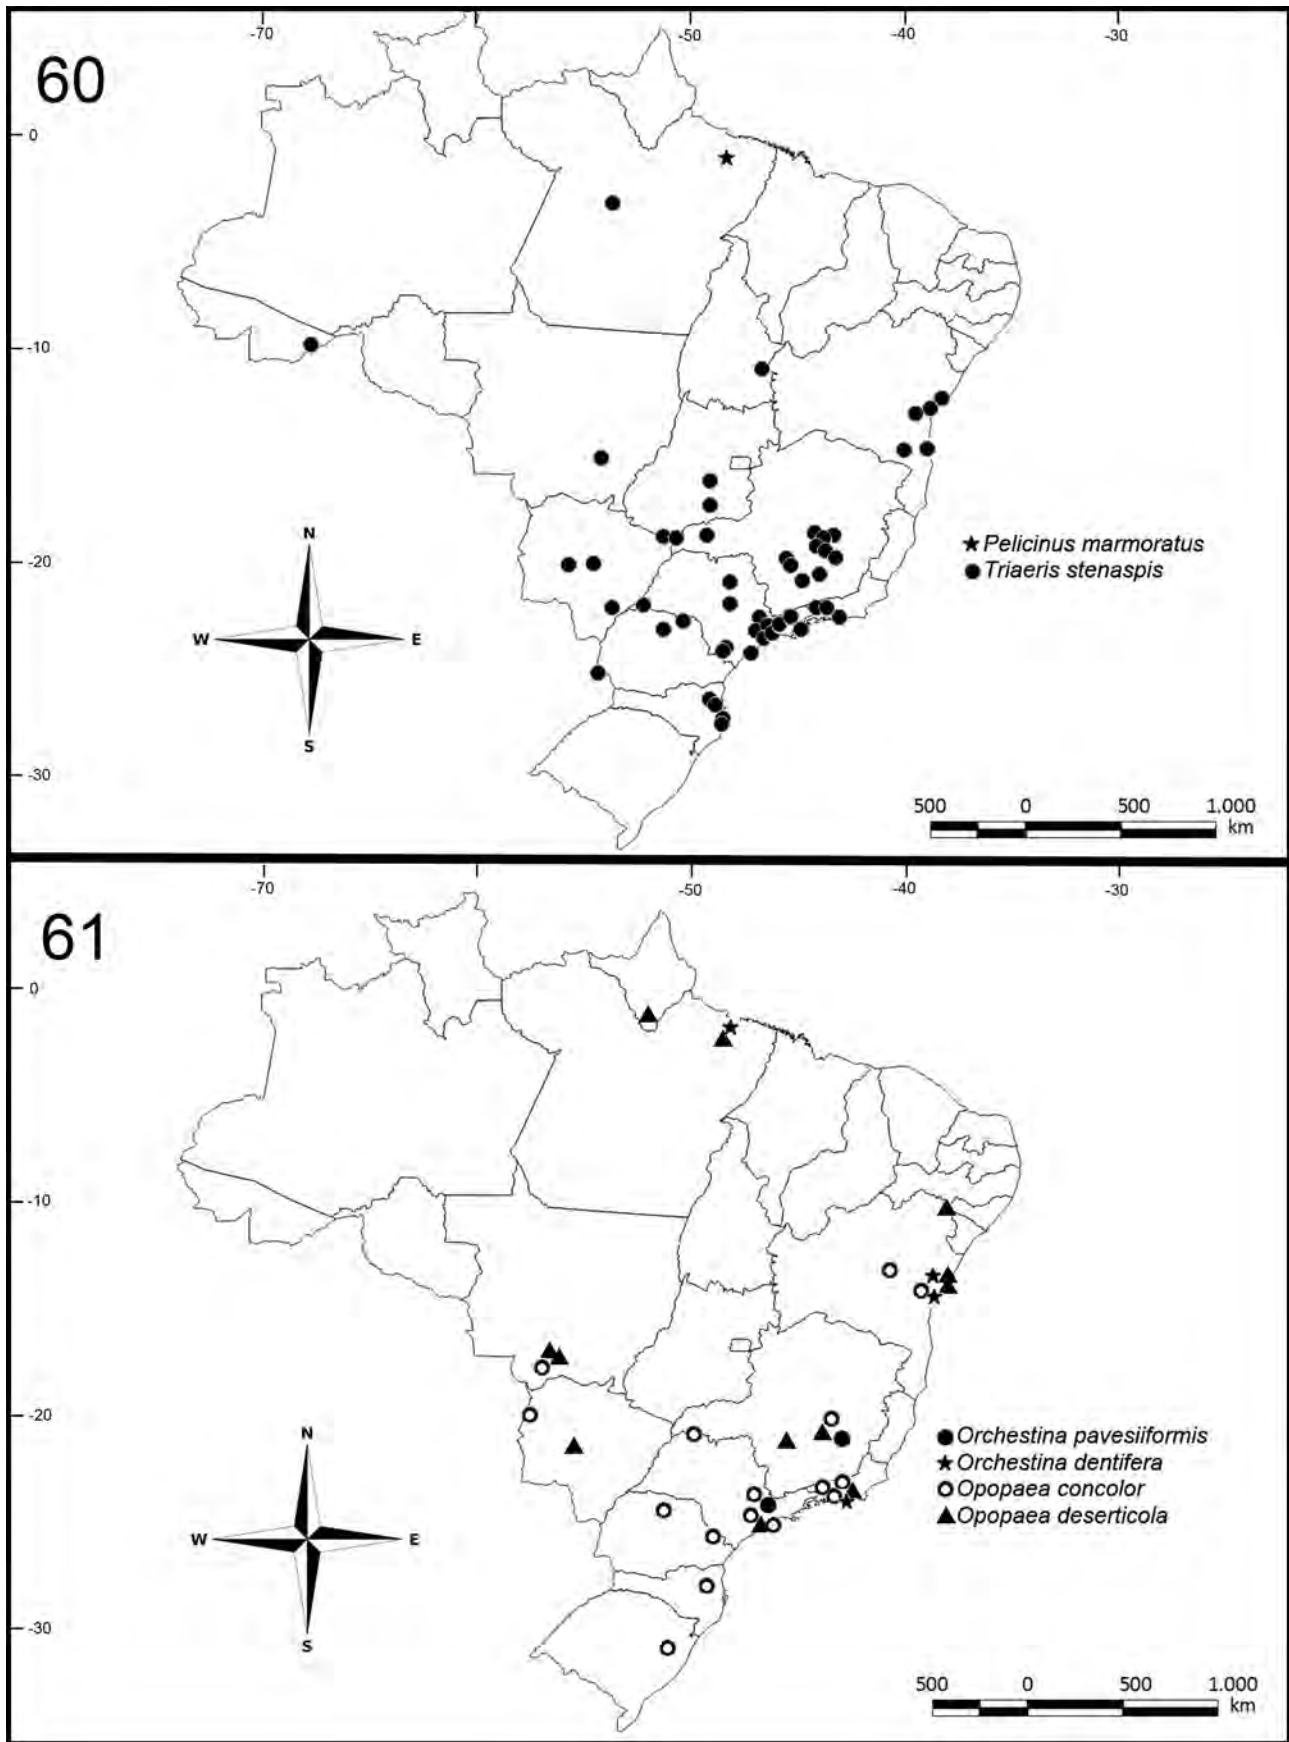 -70 -50 -40 -30
60
0
-10
-20
-30
N
W E
S
★ Pelicinus marmoratus
● Triaeris stenaspis
500 0 500 1.000
km
-70 -50 -40 -30
61
0
-10
-20
-30
N
W E
S
● Orchestina pavesiiformis
★ Orchestina dentifera
○ Opopaea concolor
▲ Opopaea deserticola
500 0 500 1.000
km